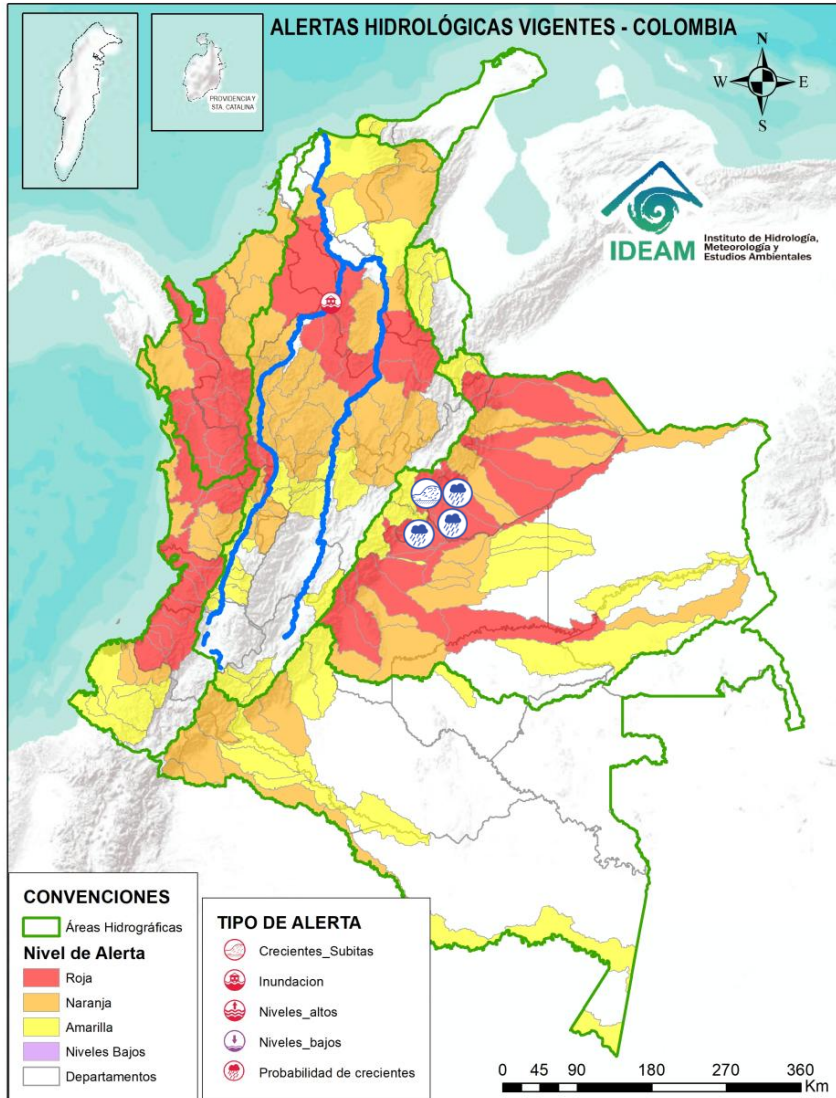 ALERTAS HIDROLÓGICAS VIGENTES - COLOMBIA
PROVIDENCIA Y
STA. CATALINA
N
W
E
S
IDEAM
Instituto de Hidrología,
Meteorología y
Estudios Ambientales
CONVENCIONES
Áreas Hidrográficas
Nivel de Alerta
Roja
Naranja
Amarilla
Niveles Bajos
Departamentos
TIPO DE ALERTA
Crecientes_Subitas
Inundacion
Niveles_altos
Niveles_bajos
Probabilidad de crecientes
0 45 90 180 270 360
Km